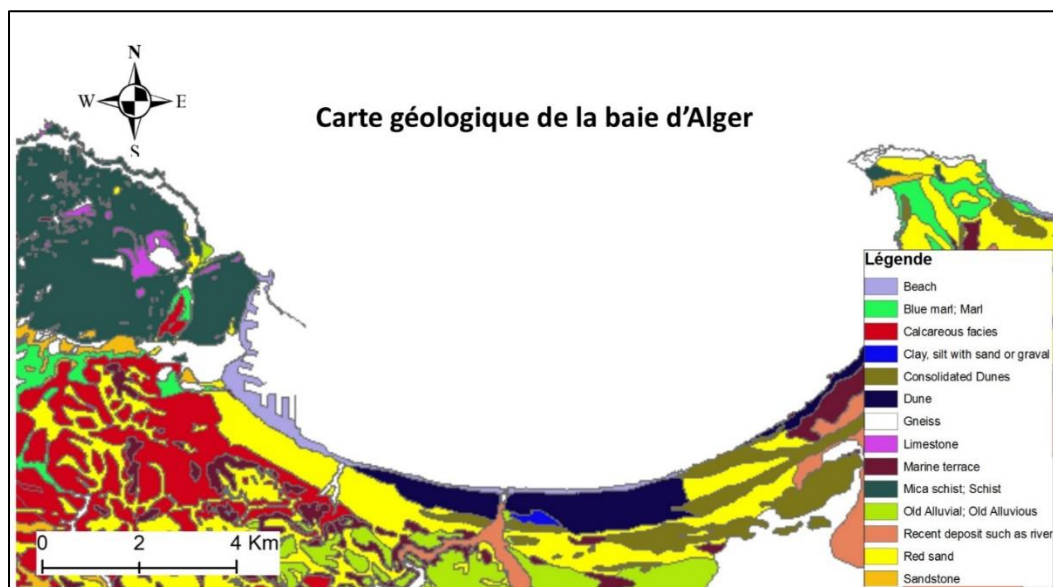 N
W E
S
Carte géologique de la baie d'Alger
Légende
Beach
Blue marl; Marl
Calcareous facies
Clay, silt with sand or graval
Consolidated Dunes
Dune
Gneiss
Limestone
Marine terrace
Mica schist; Schist
Old Alluvial; Old Alluvious
Recent deposit such as river
Red sand
Sandstone
0 2 4 Km